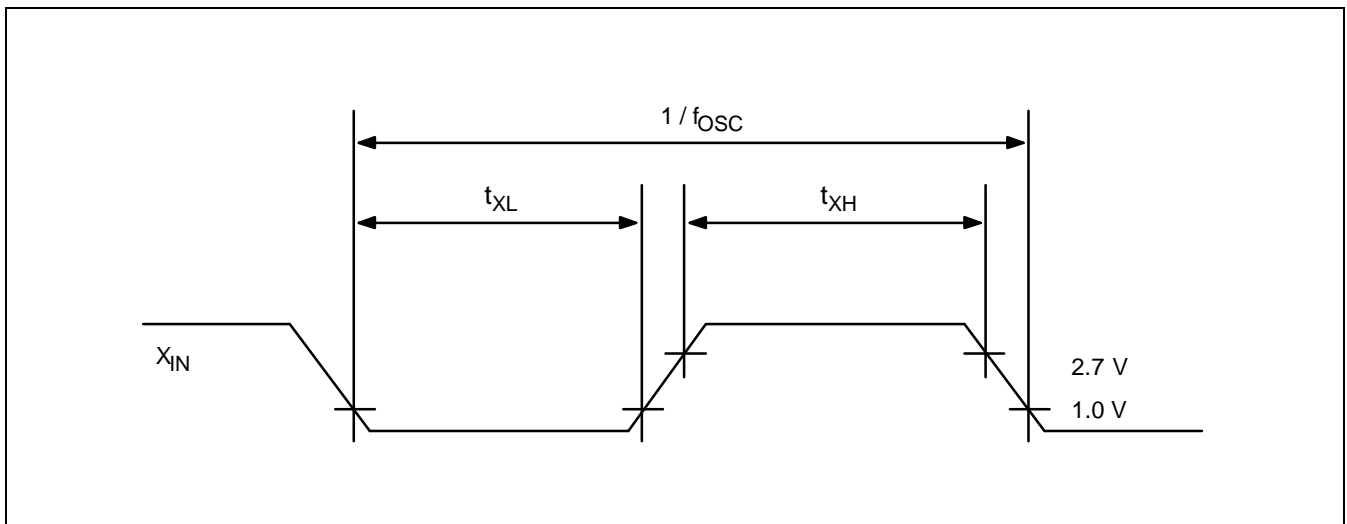 1 / fOSC
tXL
tXH
XIN
2.7 V
1.0 V